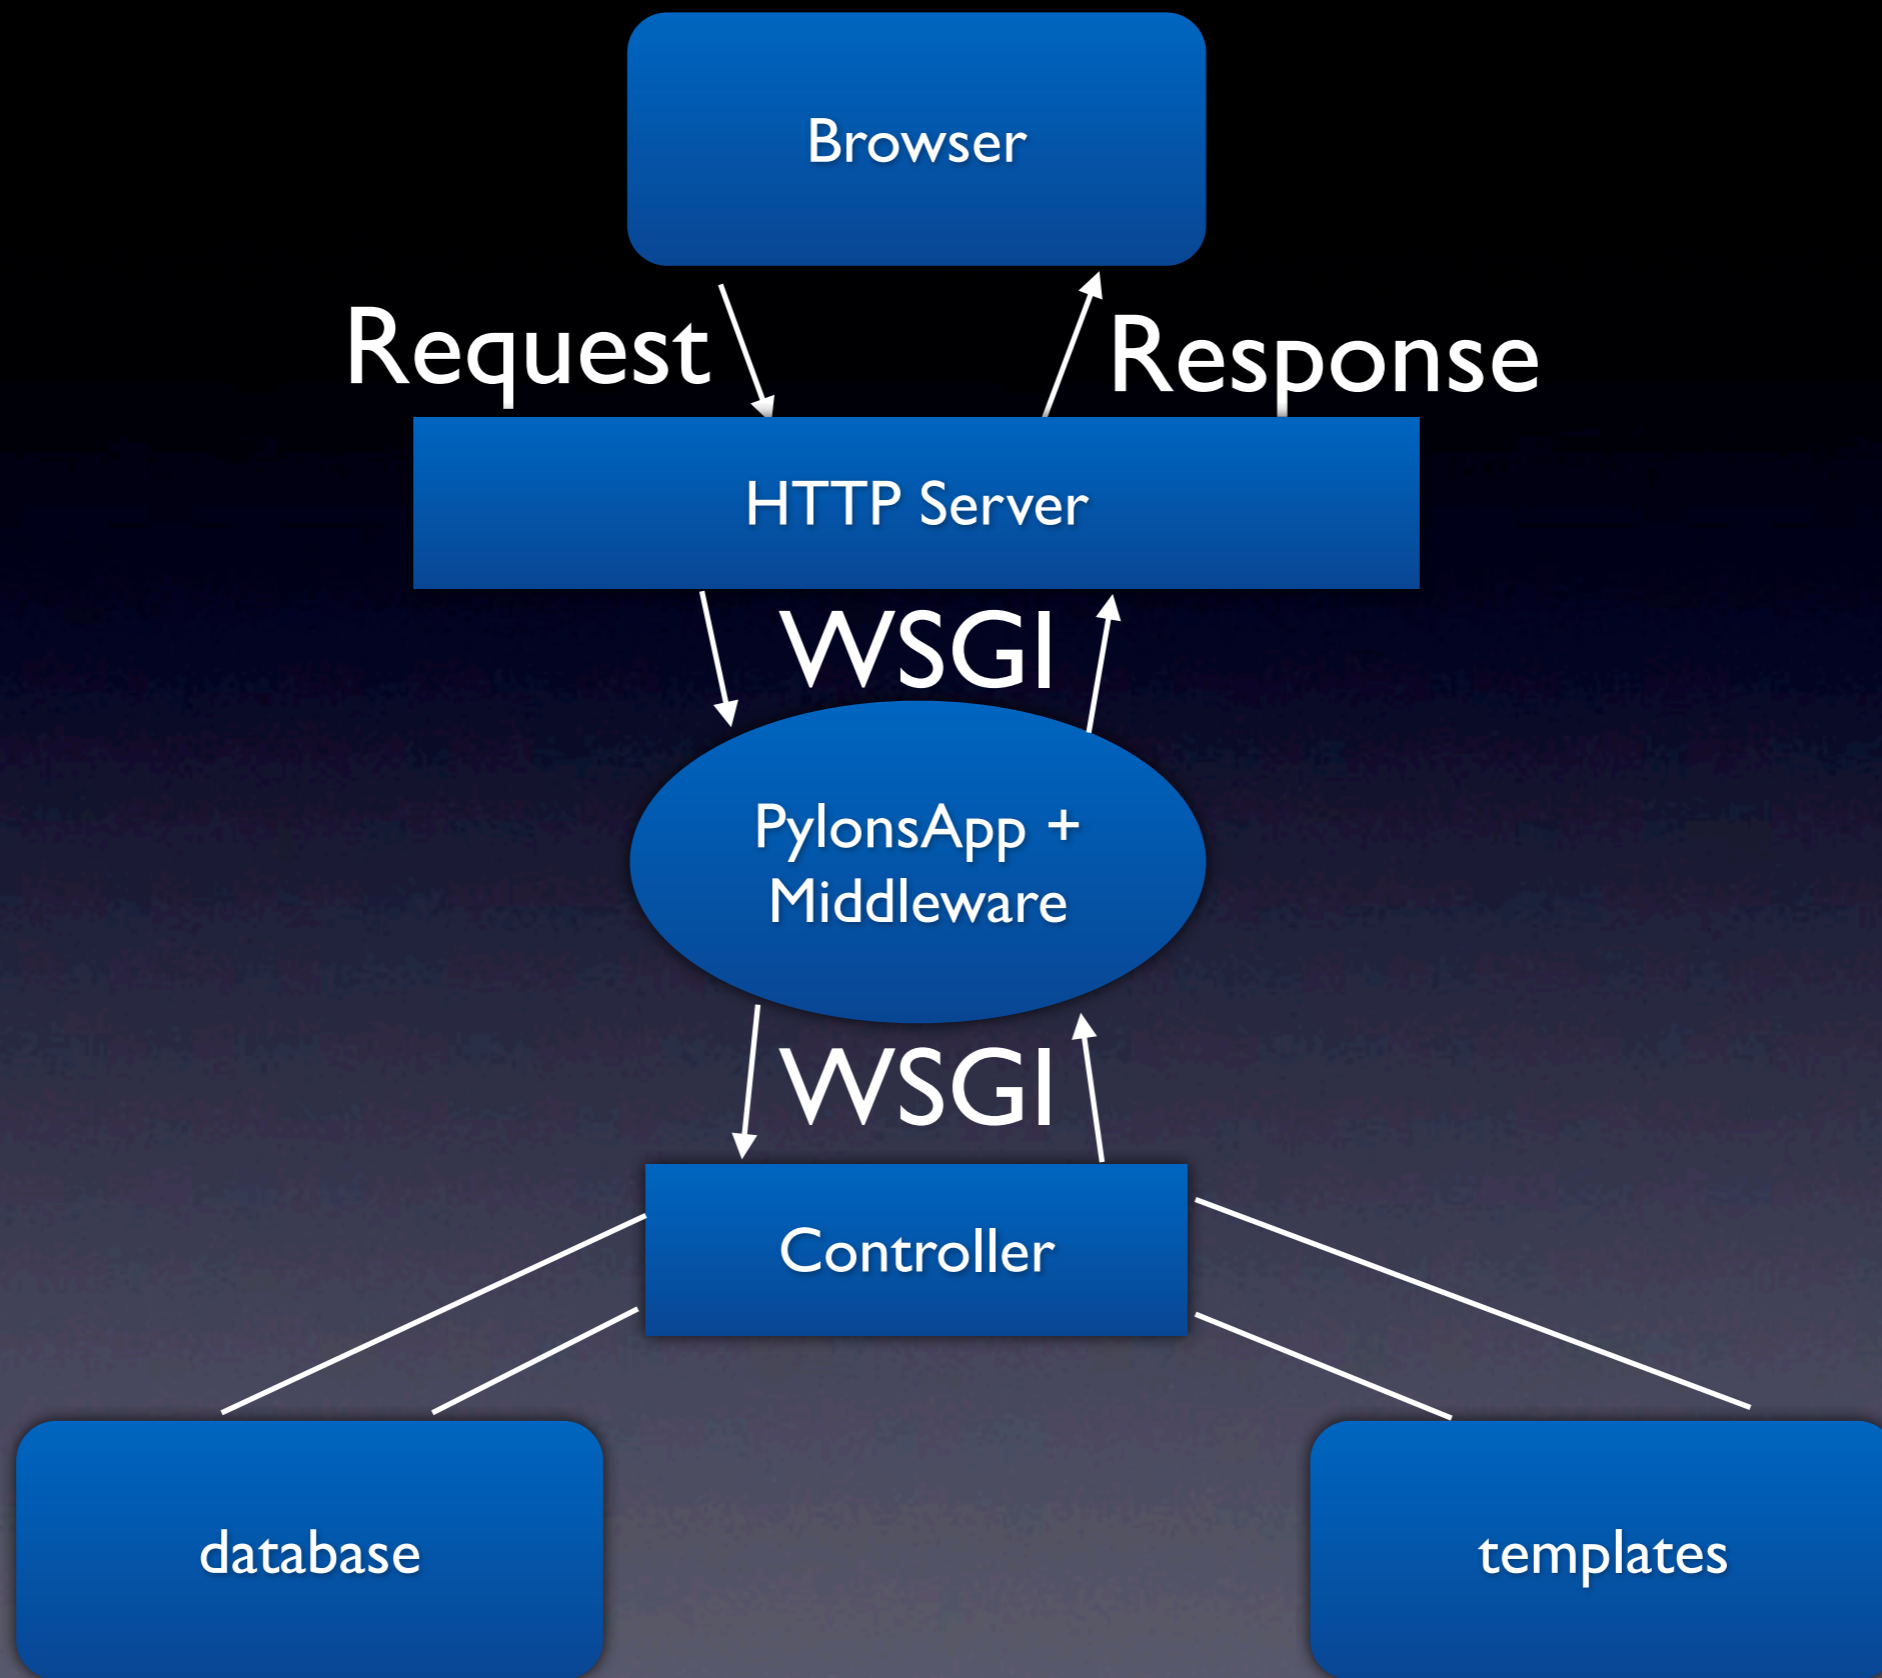 Browser
Request
Response
HTTP Server
WSGI
PylonsApp +
Middleware
WSGI
Controller
database
templates